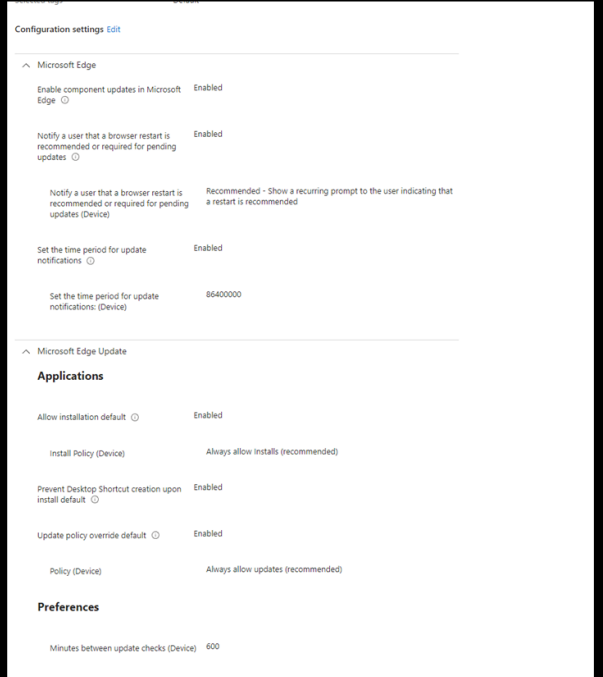 Configuration settings Edit
Microsoft Edge
Enable component updates in Microsoft
Edge
Enabled
Notify a user that a browser restart is
recommended or required for pending
updates
Enabled
Notify a user that a browser restart is
recommended or required for pending
updates (Device)
Recommended - Show a recurring prompt to the user indicating that
a restart is recommended
Set the time period for update
notifications
Enabled
Set the time period for update
notifications: (Device)
86400000
Microsoft Edge Update
Applications
Allow installation default
Enabled
Install Policy (Device)
Always allow Installs (recommended)
Prevent Desktop Shortcut creation upon
install default
Enabled
Update policy override default
Enabled
Policy (Device)
Always allow updates (recommended)
Preferences
Minutes between update checks (Device)
600